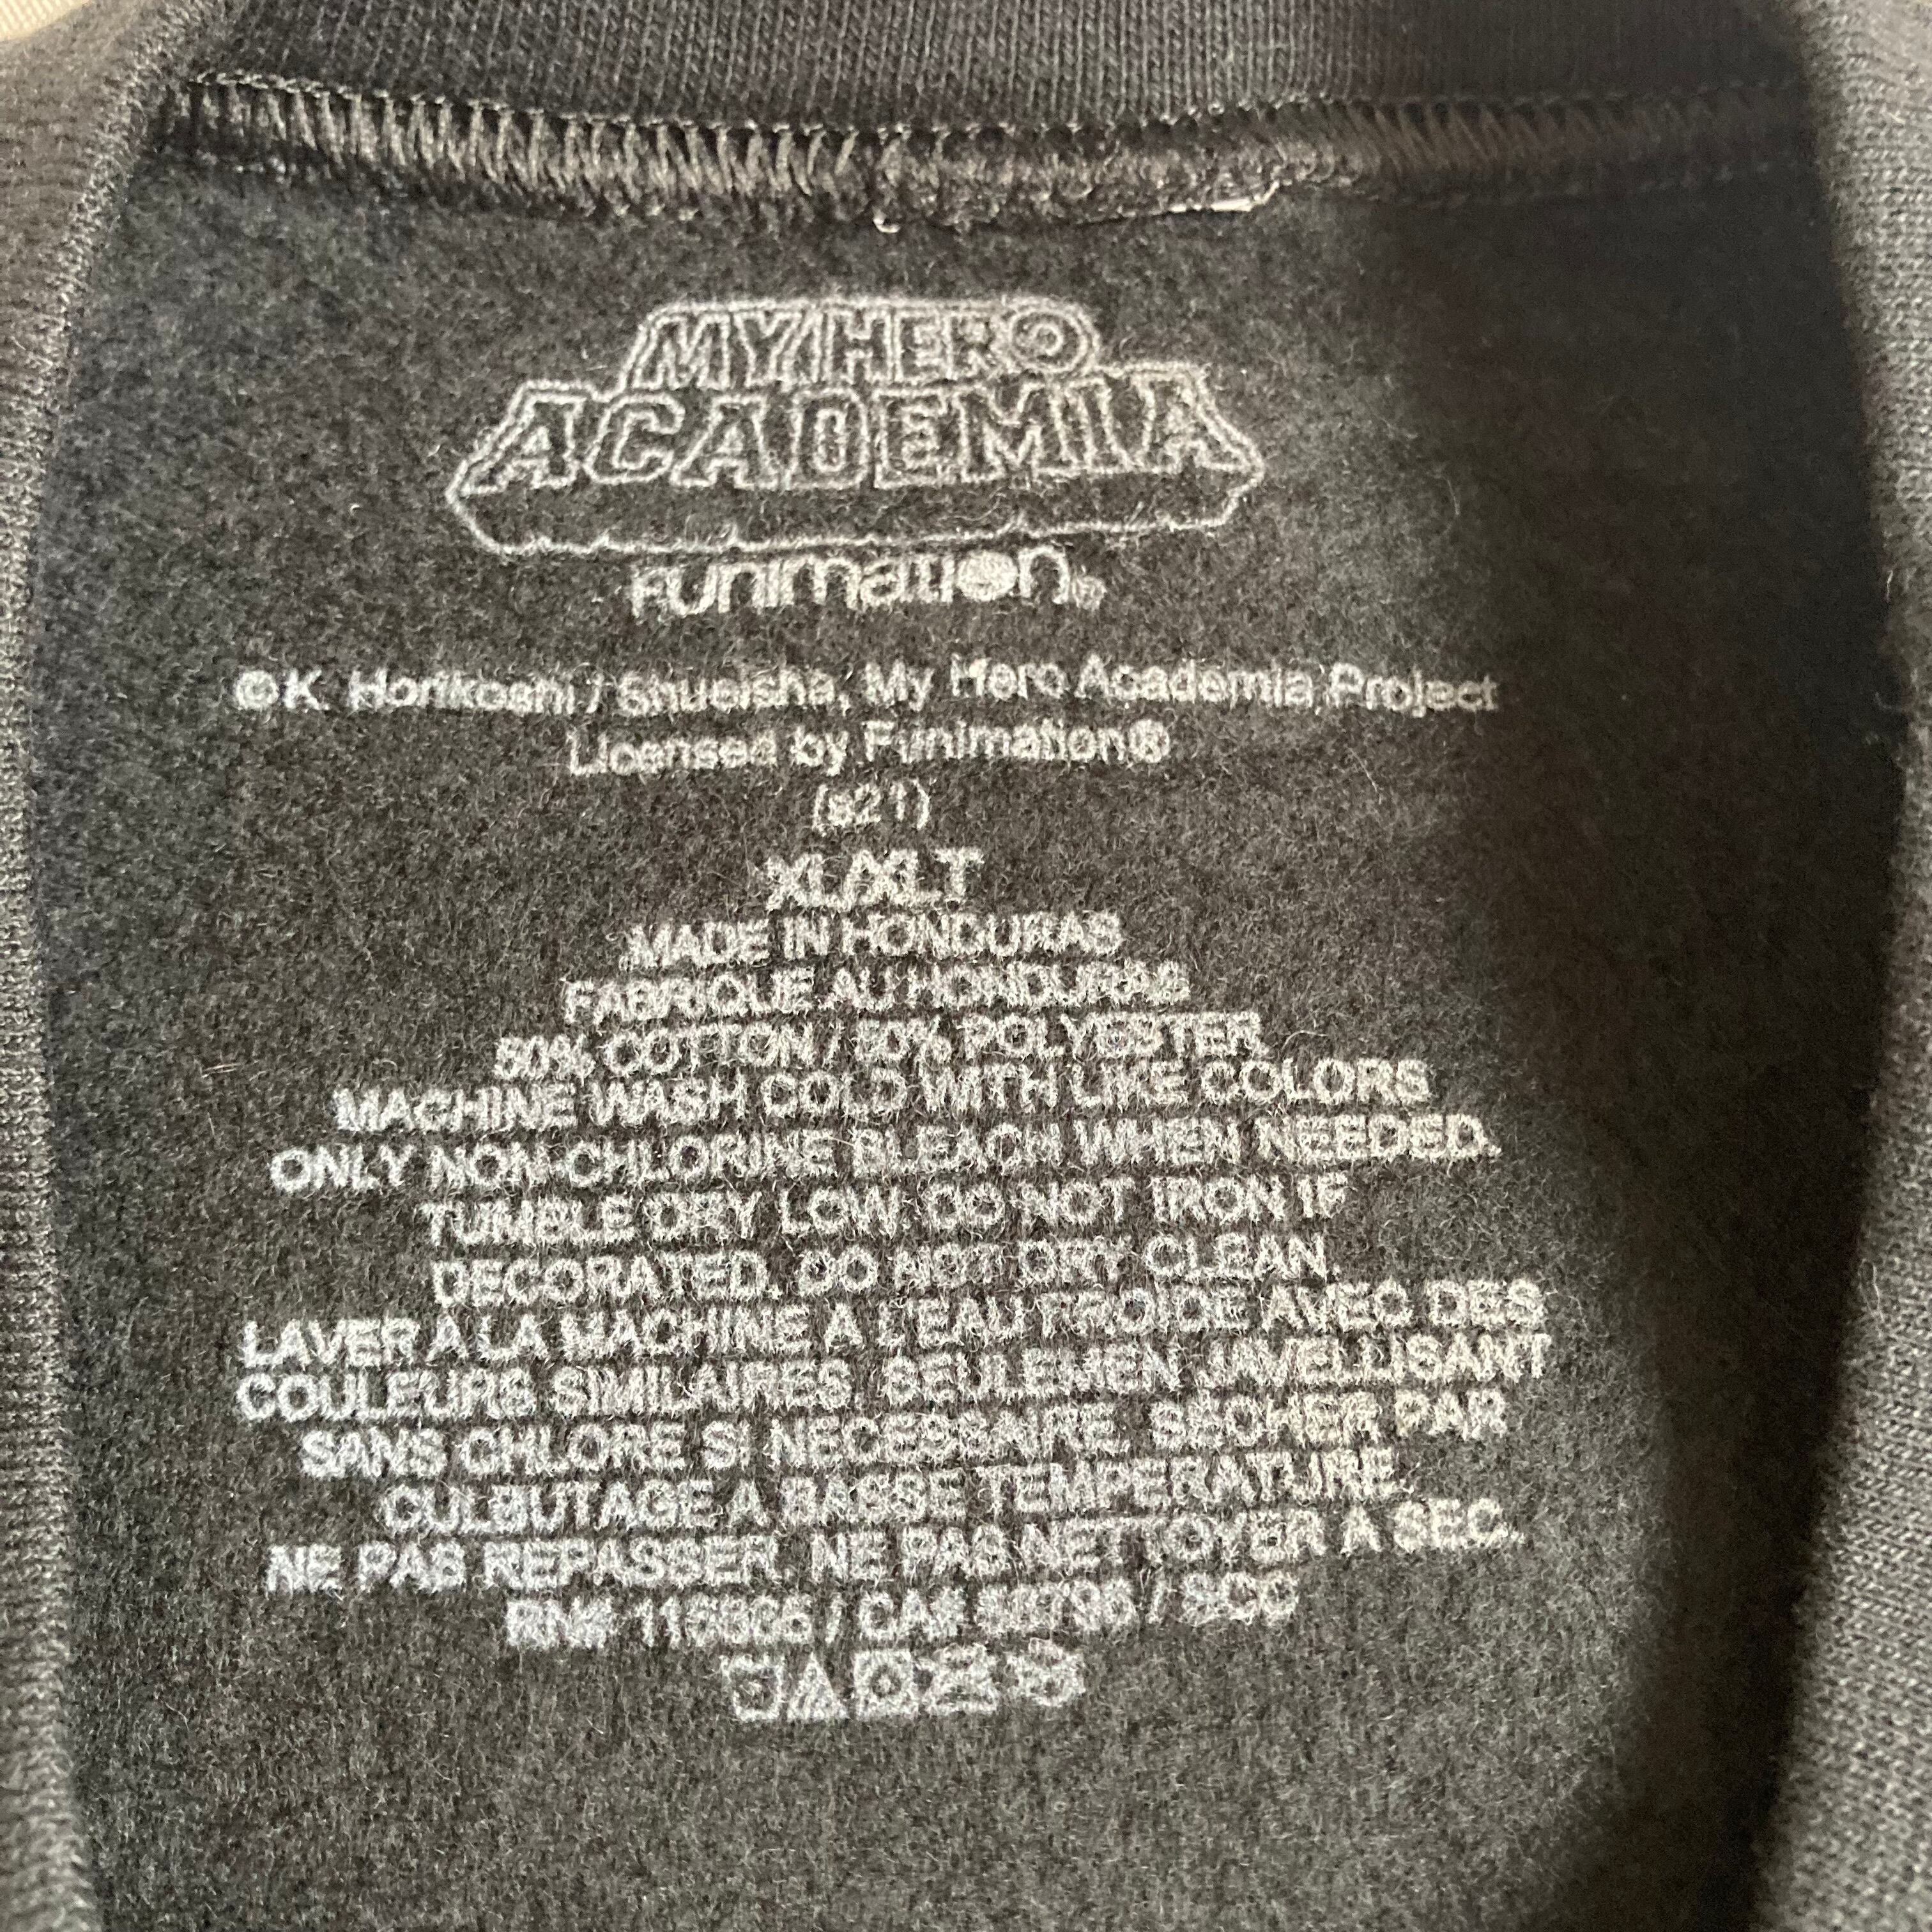 MY HERO
ACADEMIA
FUNIMATION®
©K. Horikoshi / Shueisha, My Hero Academia Project
Licensed by Funimation®
(s21)
XL/XLT
MADE IN HONDURAS
FABRIQUE AU HONDURAS
50% COTTON / 50% POLYESTER
MACHINE WASH COLD WITH LIKE COLORS
ONLY NON-CHLORINE BLEACH WHEN NEEDED.
TUMBLE DRY LOW. DO NOT IRON IF
DECORATED. DO NOT DRY CLEAN.
LAVER A LA MACHINE A L'EAU FROIDE AVEC DES
COULEURS SIMILAIRES. SEULEMEN JAVELLISANT
SANS CHLORE SI NECESSAIRE. SECHER PAR
CULBUTAGE A BASSE TEMPERATURE.
NE PAS REPASSER. NE PAS NETTOYER A SEC.
RN# / CA# / SCC